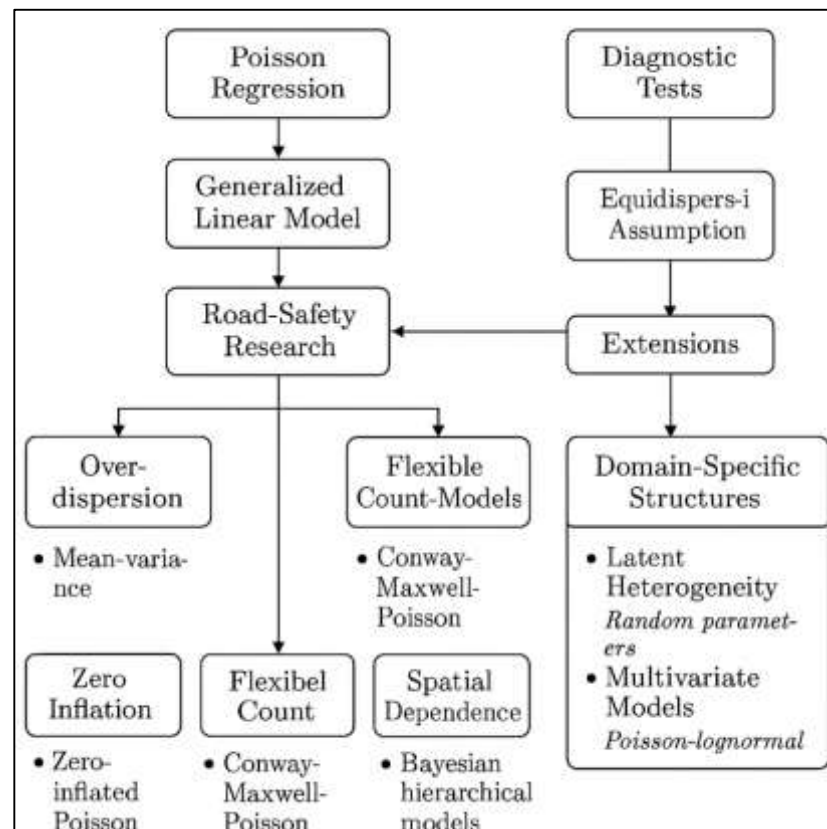 Poisson
Regression
Diagnostic
Tests
Generalized
Linear Model
Equidispers-i
Assumption
Road-Safety
Research
Extensions
Over-
dispersion
Flexible
Count-Models
Domain-Specific
Structures
• Mean-varia-
nce
• Conway-
Maxwell-
Poisson
• Latent
Heterogeneity
Random paramet-
ers
• Multivariate
Models
Poisson-lognormal
Zero
Inflation
Flexibel
Count
Spatial
Dependence
• Zero-
inflated
Poisson
• Conway-
Maxwell-
Poisson
• Bayesian
hierarchical
models